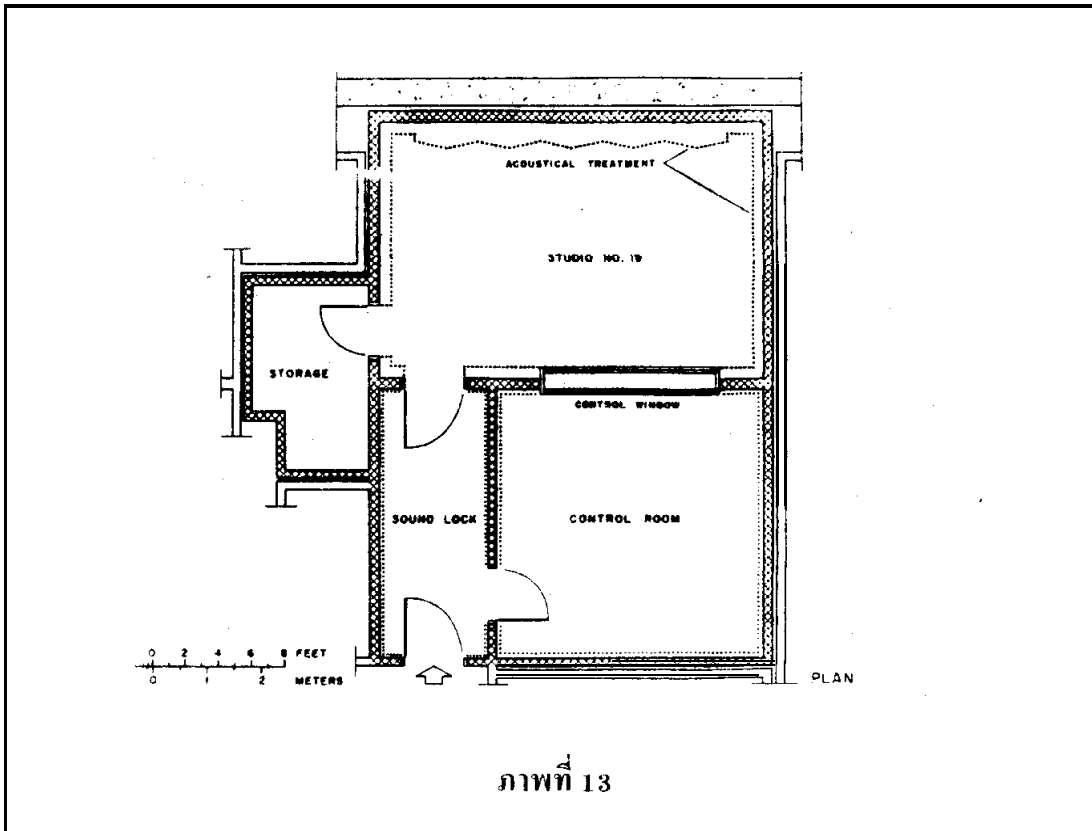 ACOUSTICAL TREATMENT
STUDIO NO. 19
STORAGE
CONTROL WINDOW
SOUND LOCK
CONTROL ROOM
0 2 4 6 8 FEET
0 1 2 METERS
PLAN
ภาพที่ 13